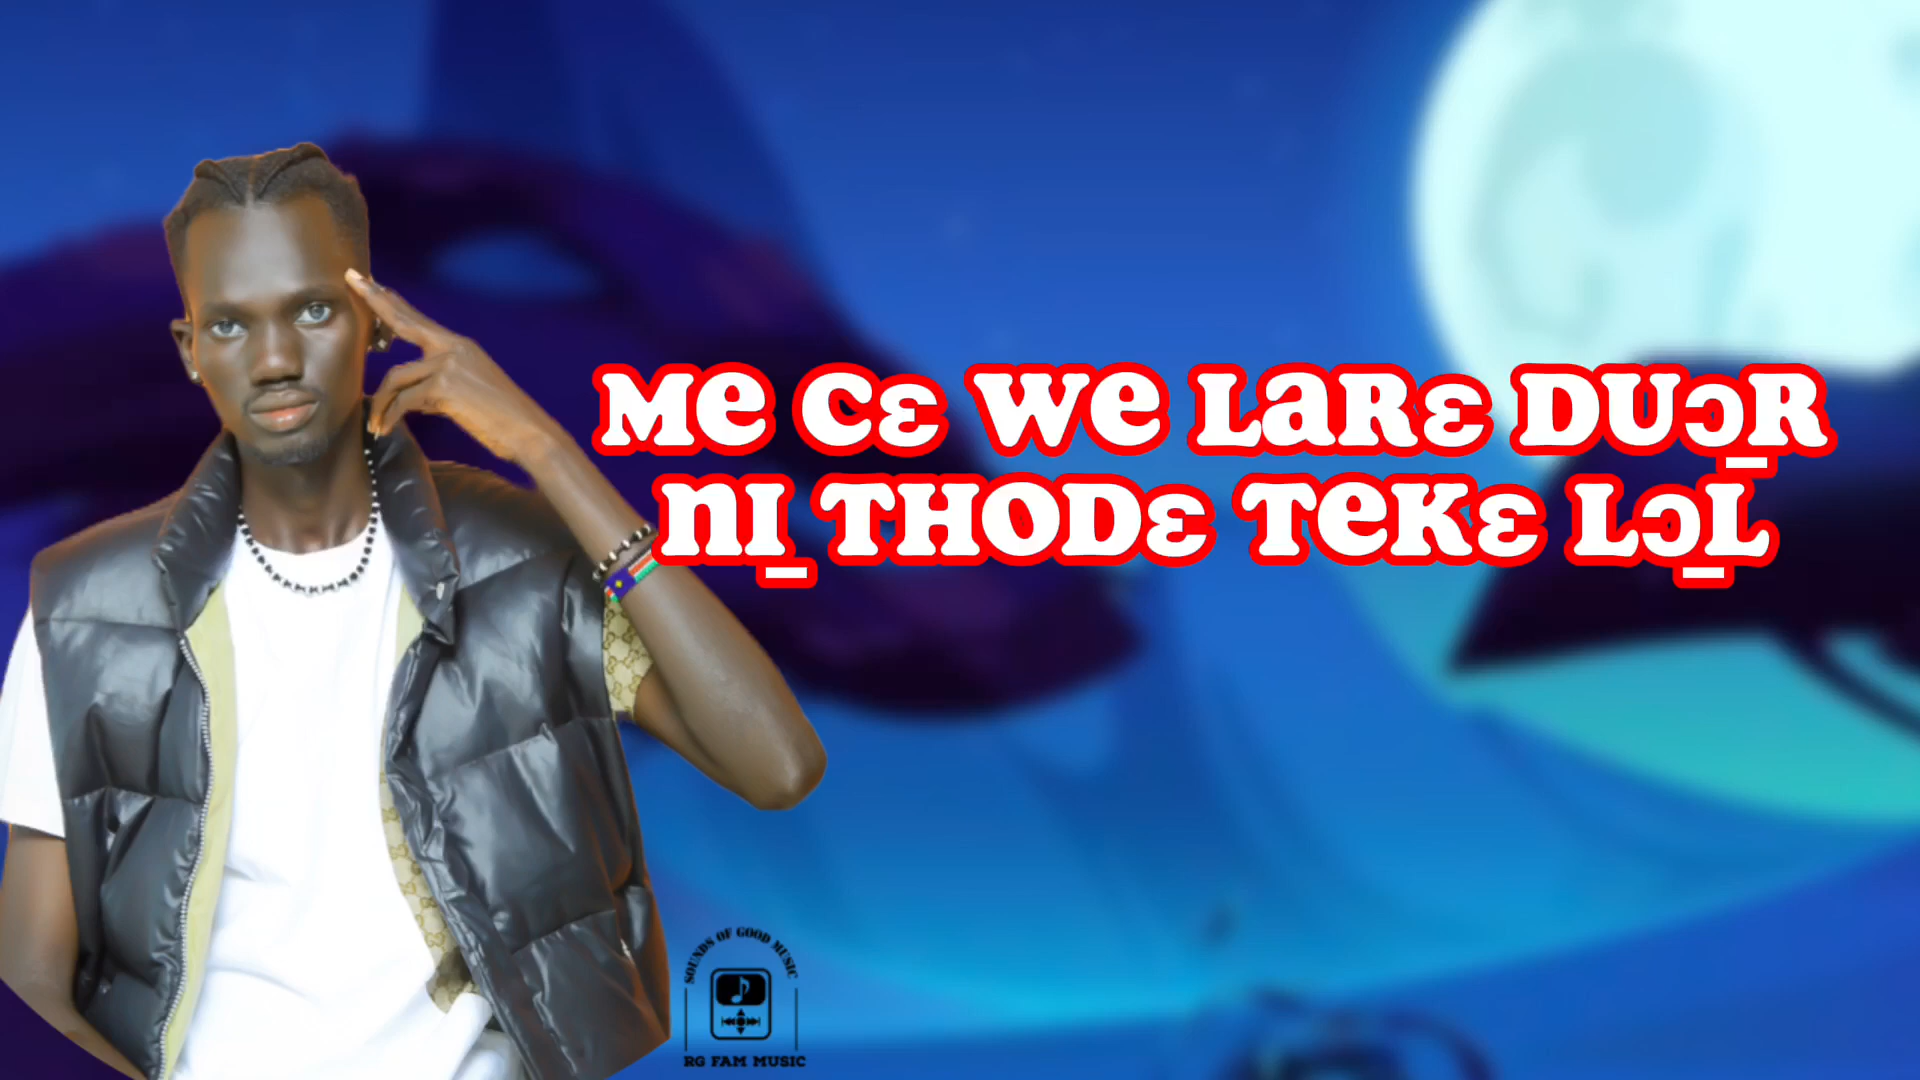 Me cɛ we Larɛ Duɔ̱r
ni̱ Thodɛ Tekɛ Lɔ̱L
SOUNDS OF GOOD MUSIC
RG FAM MUSIC